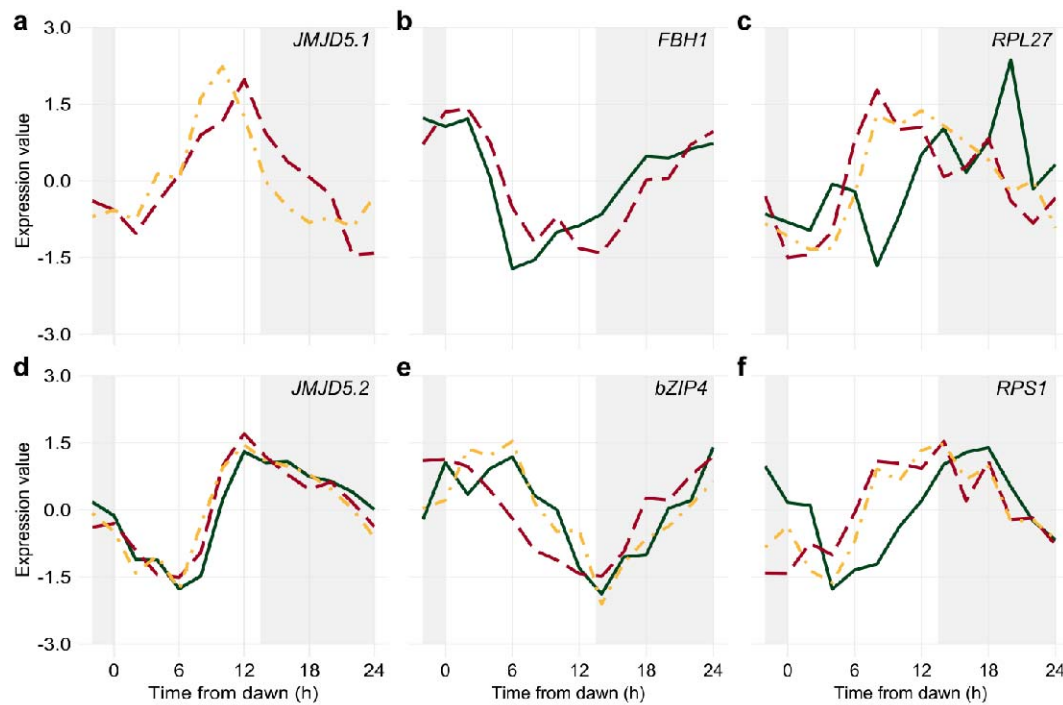 a JMJD5.1
b FBH1
c RPL27
3.0
1.5
0.0
-1.5
-3.0
Expression value
d JMJD5.2
e bZIP4
f RPS1
3.0
1.5
0.0
-1.5
-3.0
Expression value
0 6 12 18 24
0 6 12 18 24
0 6 12 18 24
Time from dawn (h)
Time from dawn (h)
Time from dawn (h)